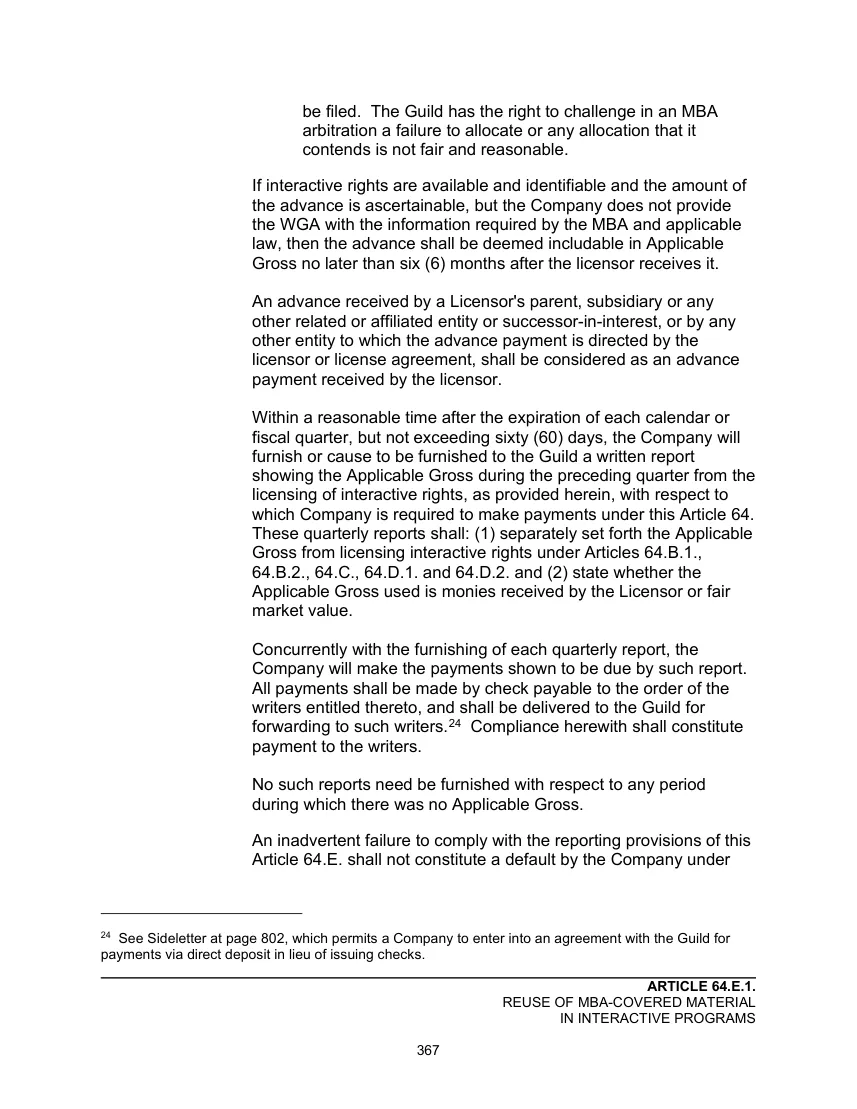 be filed.  The Guild has the right to challenge in an MBA
arbitration a failure to allocate or any allocation that it
contends is not fair and reasonable.
If interactive rights are available and identifiable and the amount of
the advance is ascertainable, but the Company does not provide
the WGA with the information required by the MBA and applicable
law, then the advance shall be deemed includable in Applicable
Gross no later than six (6) months after the licensor receives it.
An advance received by a Licensor's parent, subsidiary or any
other related or affiliated entity or successor-in-interest, or by any
other entity to which the advance payment is directed by the
licensor or license agreement, shall be considered as an advance
payment received by the licensor.
Within a reasonable time after the expiration of each calendar or
fiscal quarter, but not exceeding sixty (60) days, the Company will
furnish or cause to be furnished to the Guild a written report
showing the Applicable Gross during the preceding quarter from the
licensing of interactive rights, as provided herein, with respect to
which Company is required to make payments under this Article 64.
These quarterly reports shall: (1) separately set forth the Applicable
Gross from licensing interactive rights under Articles 64.B.1.,
64.B.2., 64.C., 64.D.1. and 64.D.2. and (2) state whether the
Applicable Gross used is monies received by the Licensor or fair
market value.
Concurrently with the furnishing of each quarterly report, the
Company will make the payments shown to be due by such report.
All payments shall be made by check payable to the order of the
writers entitled thereto, and shall be delivered to the Guild for
forwarding to such writers.24  Compliance herewith shall constitute
payment to the writers.
No such reports need be furnished with respect to any period
during which there was no Applicable Gross.
An inadvertent failure to comply with the reporting provisions of this
Article 64.E. shall not constitute a default by the Company under
24  See Sideletter at page 802, which permits a Company to enter into an agreement with the Guild for
payments via direct deposit in lieu of issuing checks.
ARTICLE 64.E.1.
REUSE OF MBA-COVERED MATERIAL
IN INTERACTIVE PROGRAMS
367